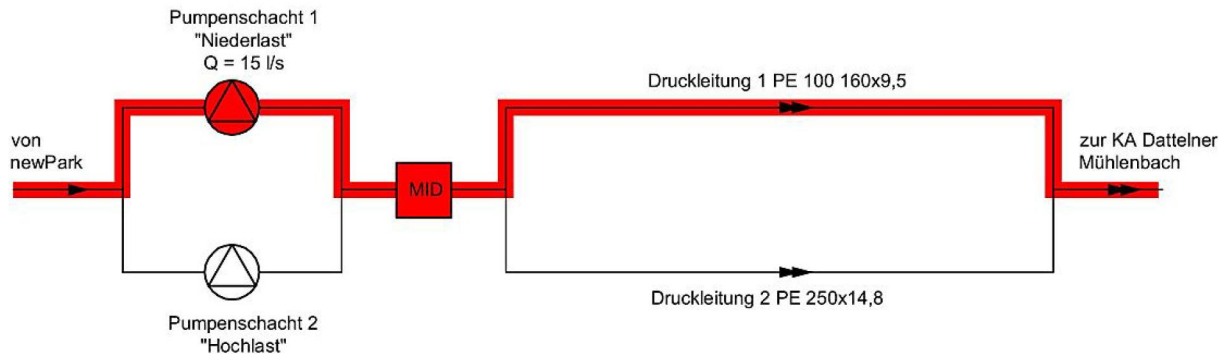 Pumpenschacht 1
"Niederlast"
Q = 15 l/s
Druckleitung 1 PE 100 160x9,5
von
newPark
zur KA Dattelner
Mühlenbach
MID
Druckleitung 2 PE 250x14,8
Pumpenschacht 2
"Hochlast"